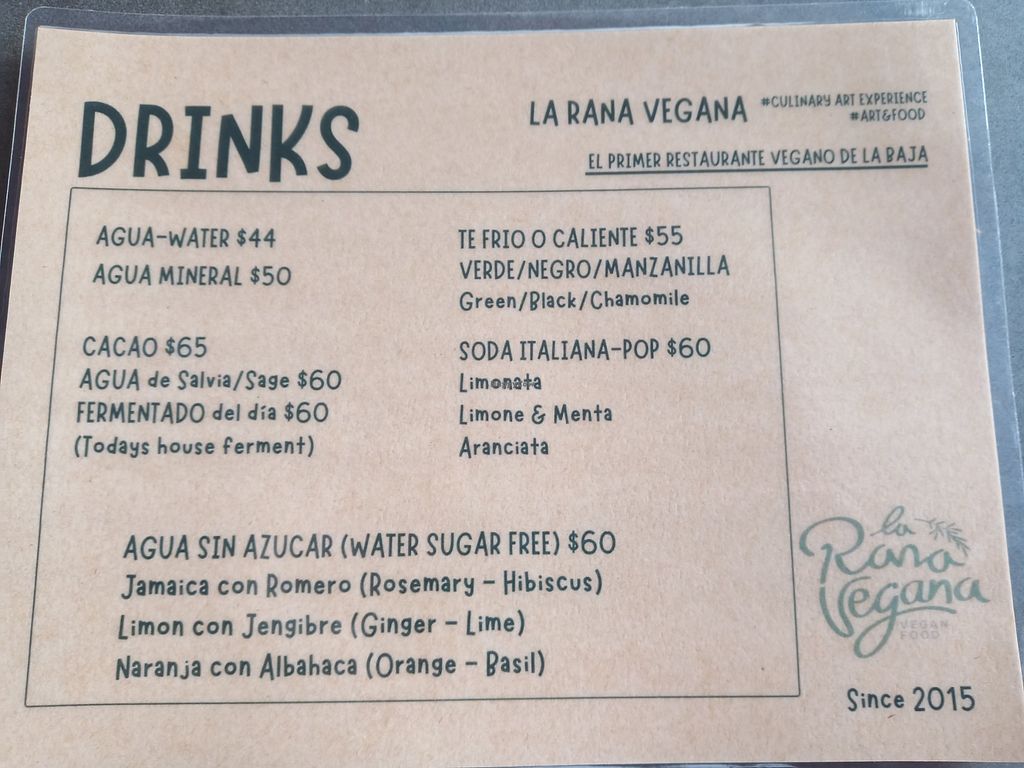 DRINKS
LA RANA VEGANA
#CULINARY ART EXPERIENCE
#ART&FOOD
EL PRIMER RESTAURANTE VEGANO DE LA BAJA
AGUA-WATER $44
AGUA MINERAL $50
CACAO $65
AGUA de Salvia/Sage $60
FERMENTADO del día $60
(Todays house ferment)
TE FRIO O CALIENTE $55
VERDE/NEGRO/MANZANILLA
Green/Black/Chamomile
SODA ITALIANA-POP $60
Limonata
Limone & Menta
Aranciata
AGUA SIN AZUCAR (WATER SUGAR FREE) $60
Jamaica con Romero (Rosemary - Hibiscus)
Limon con Jengibre (Ginger - Lime)
Naranja con Albahaca (Orange - Basil)
la
Rana
Vegana
VEGAN
FOOD
Since 2015